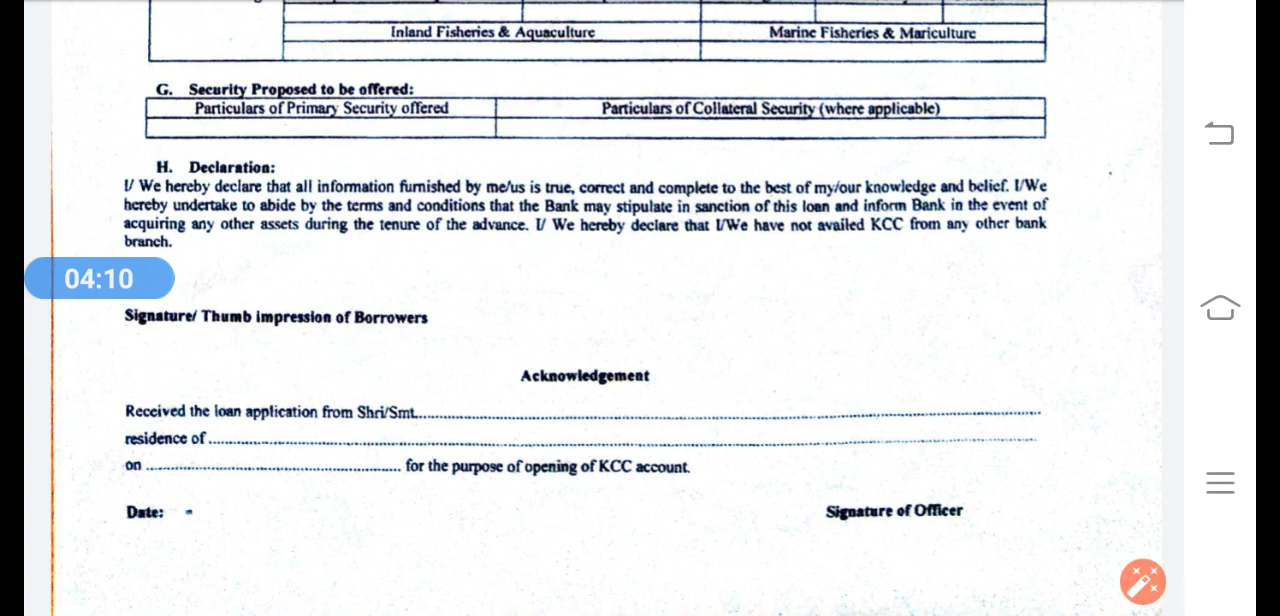 Inland Fisheries & Aquaculture Marine Fisheries & Mariculture
G. Security Proposed to be offered:
Particulars of Primary Security offered Particulars of Collateral Security (where applicable)
H. Declaration:
I/ We hereby declare that all information furnished by me/us is true, correct and complete to the best of my/our knowledge and belief. I/We
hereby undertake to abide by the terms and conditions that the Bank may stipulate in sanction of this loan and inform Bank in the event of
acquiring any other assets during the tenure of the advance. I/ We hereby declare that I/We have not availed KCC from any other bank
branch.
04:10
Signature/ Thumb impression of Borrowers
Acknowledgement
Received the loan application from Shri/Smt.......................................................................................
residence of .......................................................................................
on ................................................... for the purpose of opening of KCC account.
Date: -
Signature of Officer